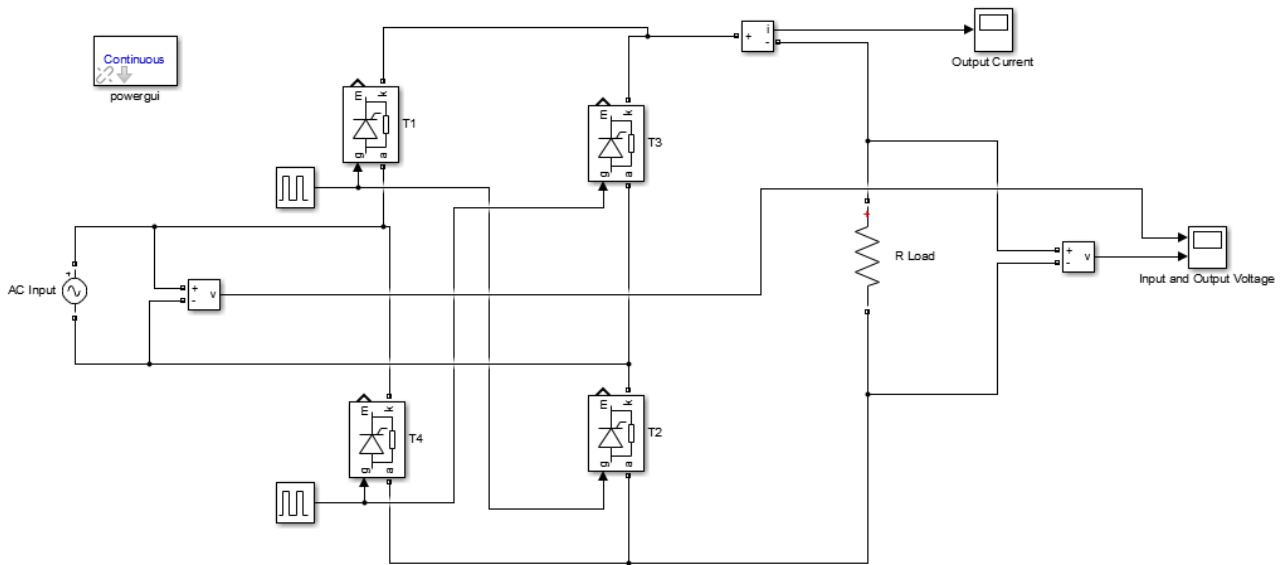 Continuous
powergui
i
+
-
Output Current
m
k
g
a
T1
m
k
g
a
T3
+
AC Input
+
-
v
+
R Load
+
-
v
Input and Output Voltage
m
k
g
a
T4
m
k
g
a
T2